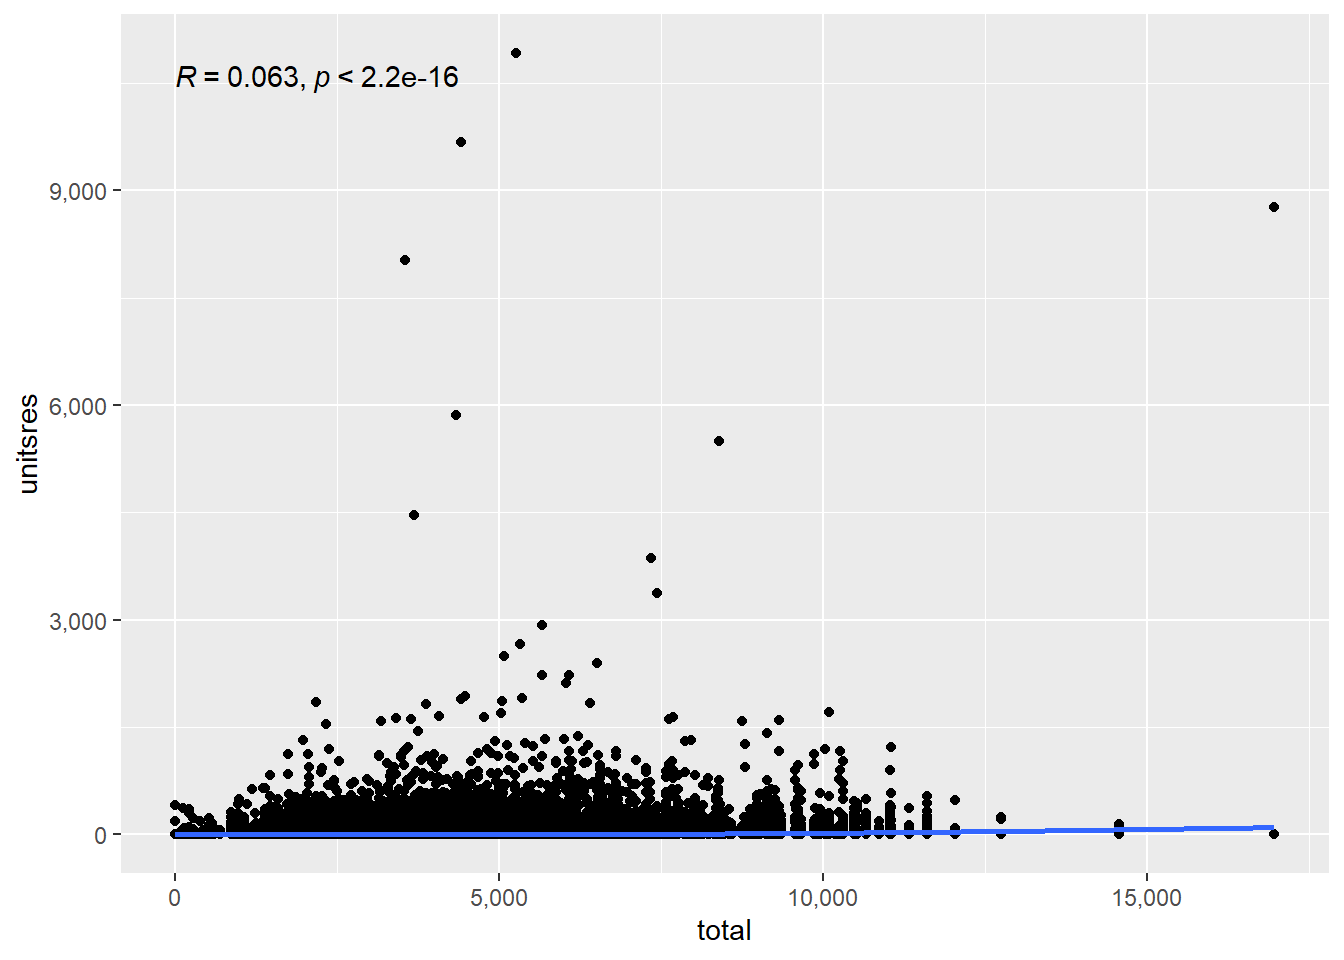 R = 0.063, p < 2.2e-16
9,000
6,000
3,000
0
unitsres
0 5,000 10,000 15,000
total